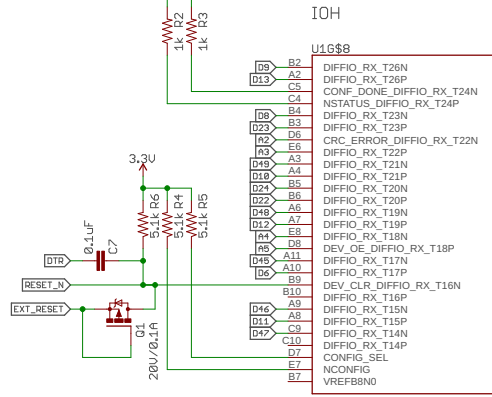 IOH
R2
R3
1k
1k
U1G$8
D9 B2 DIFFIO_RX_T26N
D13 A2 DIFFIO_RX_T26P
C5 CONF_DONE_DIFFIO_RX_T24N
C4 NSTATUS_DIFFIO_RX_T24P
D8 B4 DIFFIO_RX_T23N
D23 B3 DIFFIO_RX_T23P
A2 D6 CRC_ERROR_DIFFIO_RX_T22N
A3 E6 DIFFIO_RX_T22P
D49 A3 DIFFIO_RX_T21N
D10 A4 DIFFIO_RX_T21P
D24 B5 DIFFIO_RX_T20N
D22 B6 DIFFIO_RX_T20P
D48 A6 DIFFIO_RX_T19N
D12 A7 DIFFIO_RX_T19P
A4 E8 DIFFIO_RX_T18N
A5 D8 DEV_OE_DIFFIO_RX_T18P
D45 A11 DIFFIO_RX_T17N
D6 A10 DIFFIO_RX_T17P
B9 DEV_CLR_DIFFIO_RX_T16N
B10 DIFFIO_RX_T16P
D46 A9 DIFFIO_RX_T15N
D11 A8 DIFFIO_RX_T15P
D47 C9 DIFFIO_RX_T14N
C10 DIFFIO_RX_T14P
D7 CONFIG_SEL
E7 NCONFIG
B7 VREFB8N0
3.3V
R6
R4
R5
5.1k
5.1k
5.1k
0.1uF
C7
DTR
RESET_N
EXT_RESET
Q1
20V/0.1A